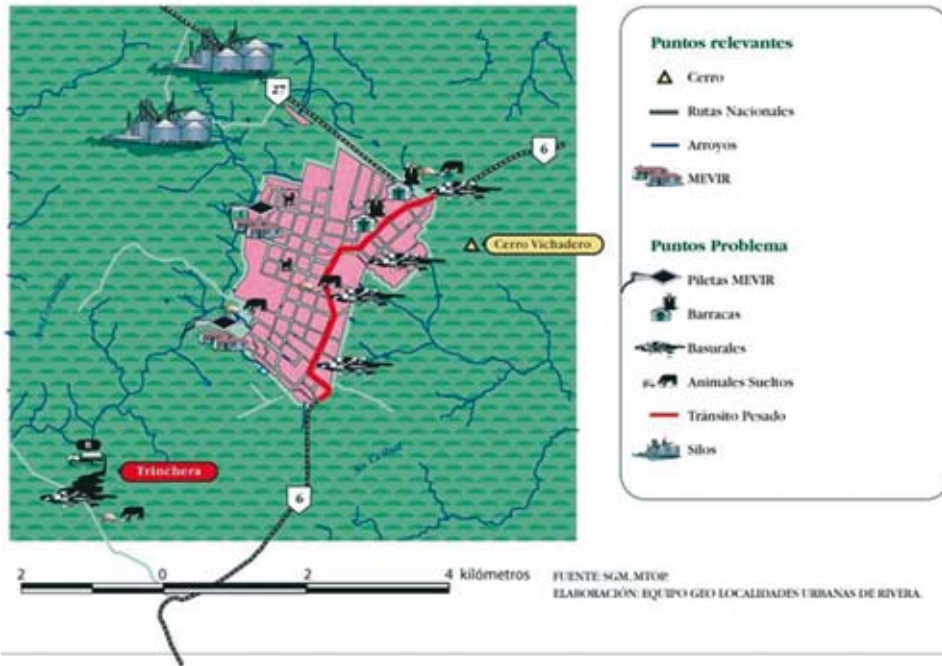 27
6
Cerro Vichadero
Trinchera
6
2 0 2 4 kilómetros
Puntos relevantes
Cerro
Rutas Nacionales
Arroyos
MEVIR
Puntos Problema
Piletas MEVIR
Barracas
Basurales
Animales Sueltos
Tránsito Pesado
Silos
FUENTE: SGM, MTOP.
ELABORACIÓN: EQUIPO GEO LOCALIDADES URBANAS DE RIVERA.